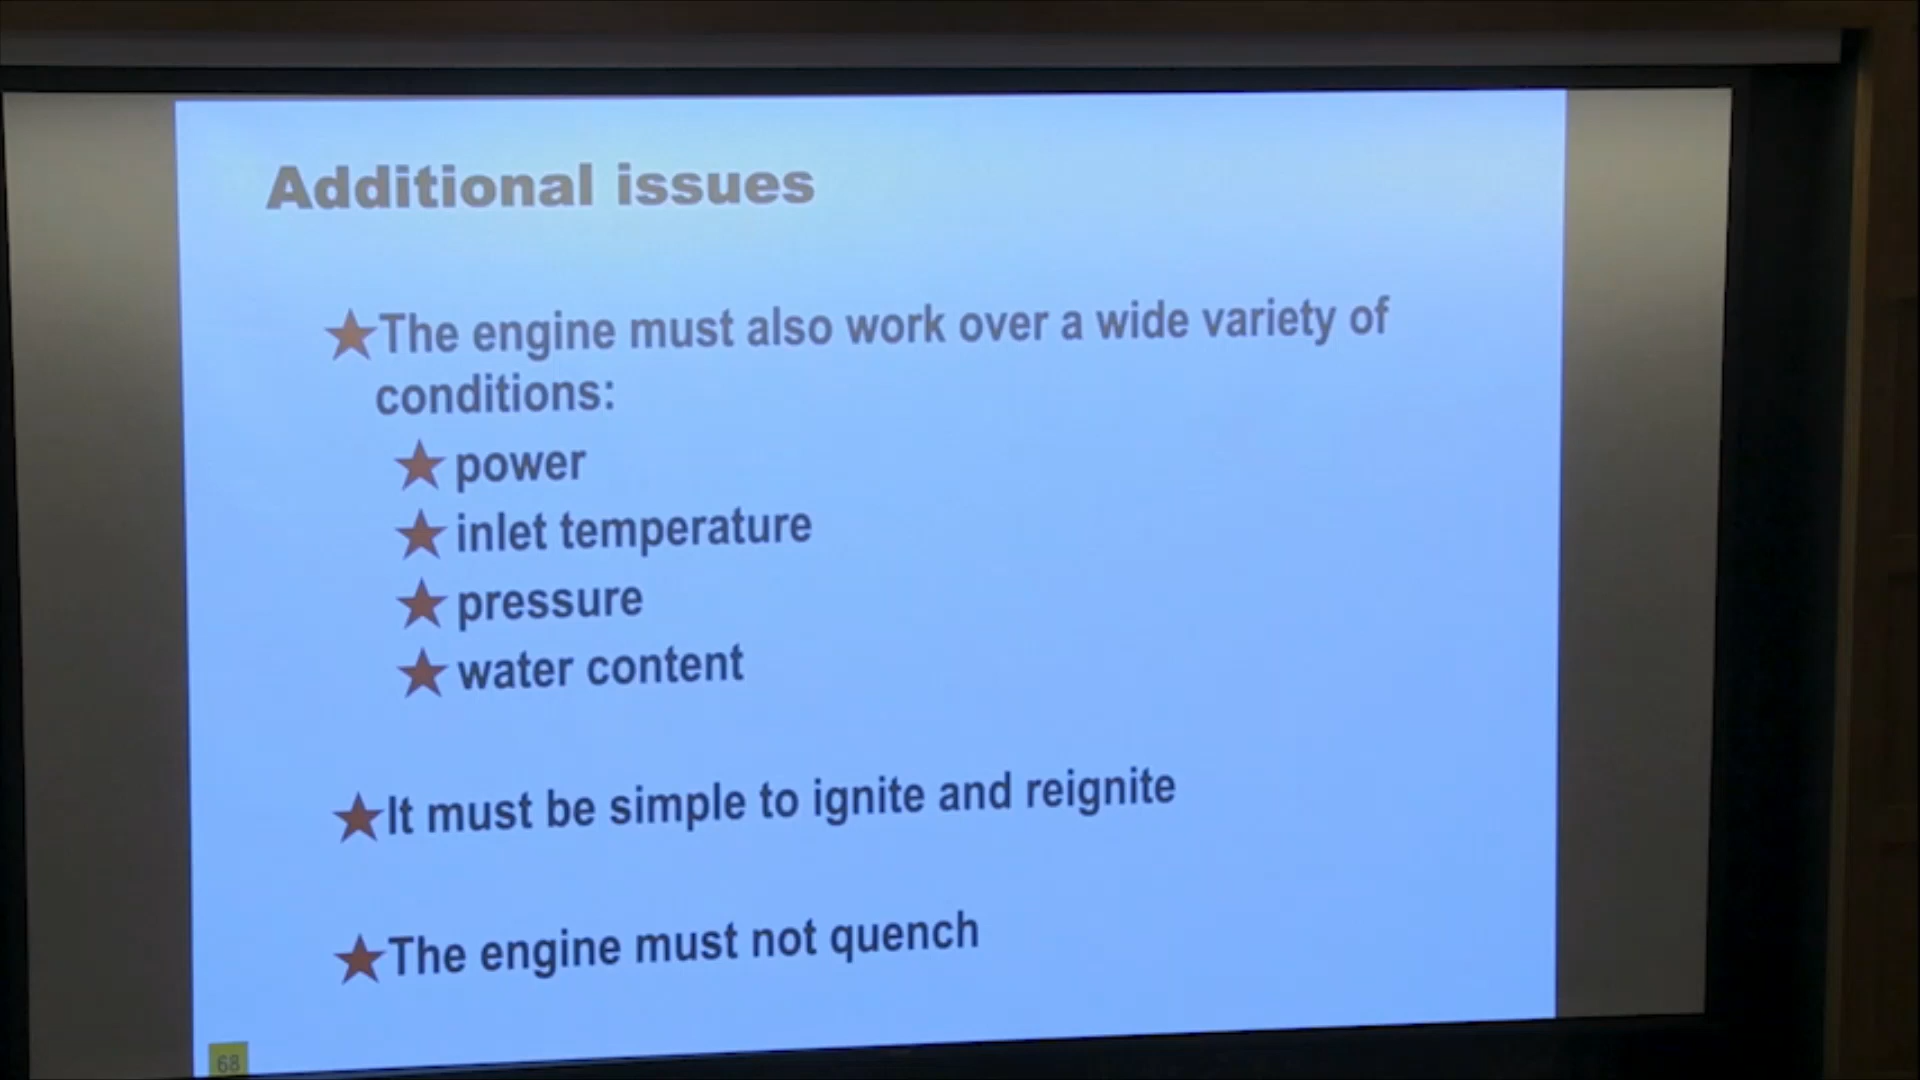 Additional issues
The engine must also work over a wide variety of
conditions:
power
inlet temperature
pressure
water content
It must be simple to ignite and reignite
The engine must not quench
68